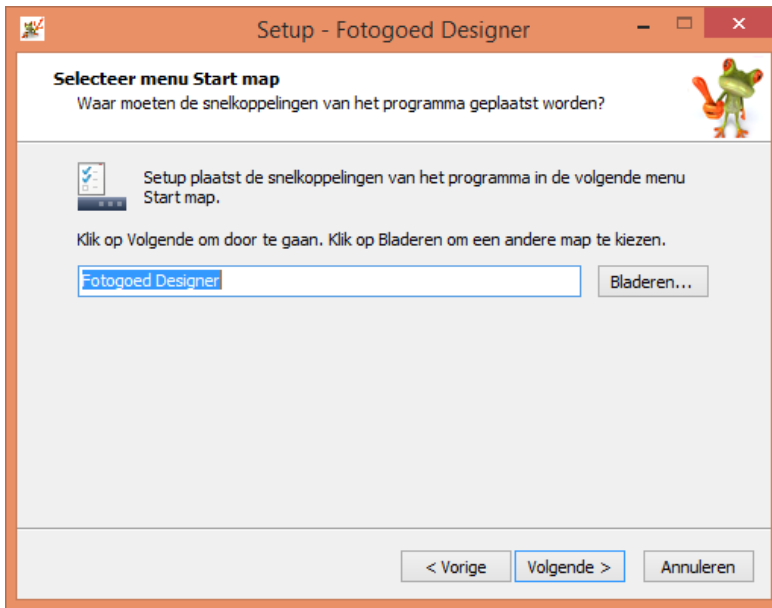 Setup - Fotogoed Designer
Selecteer menu Start map
Waar moeten de snelkoppelingen van het programma geplaatst worden?
Setup plaatst de snelkoppelingen van het programma in de volgende menu
Start map.
Klik op Volgende om door te gaan. Klik op Bladeren om een andere map te kiezen.
Fotogoed Designer
Bladeren...
< Vorige
Volgende >
Annuleren